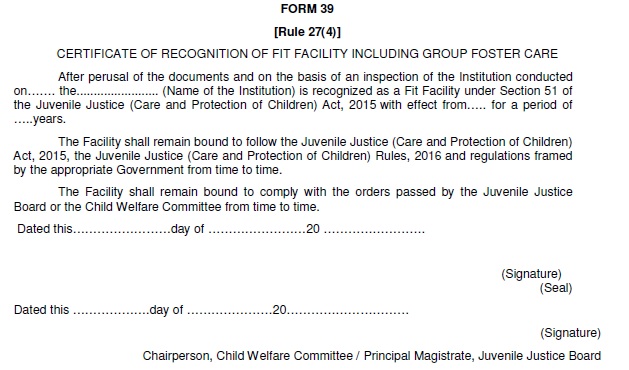 FORM 39
[Rule 27(4)]
CERTIFICATE OF RECOGNITION OF FIT FACILITY INCLUDING GROUP FOSTER CARE
After perusal of the documents and on the basis of an inspection of the Institution conducted
on……. the.......................... (Name of the Institution) is recognized as a Fit Facility under Section 51 of
the Juvenile Justice (Care and Protection of Children) Act, 2015 with effect from….. for a period of
…..years.
The Facility shall remain bound to follow the Juvenile Justice (Care and Protection of Children)
Act, 2015, the Juvenile Justice (Care and Protection of Children) Rules, 2016 and regulations framed
by the appropriate Government from time to time.
The Facility shall remain bound to comply with the orders passed by the Juvenile Justice
Board or the Child Welfare Committee from time to time.
Dated this……………………day of …………………….20 …………………….
(Signature)
(Seal)
Dated this ……………….day of …………………20…………………………
(Signature)
Chairperson, Child Welfare Committee / Principal Magistrate, Juvenile Justice Board